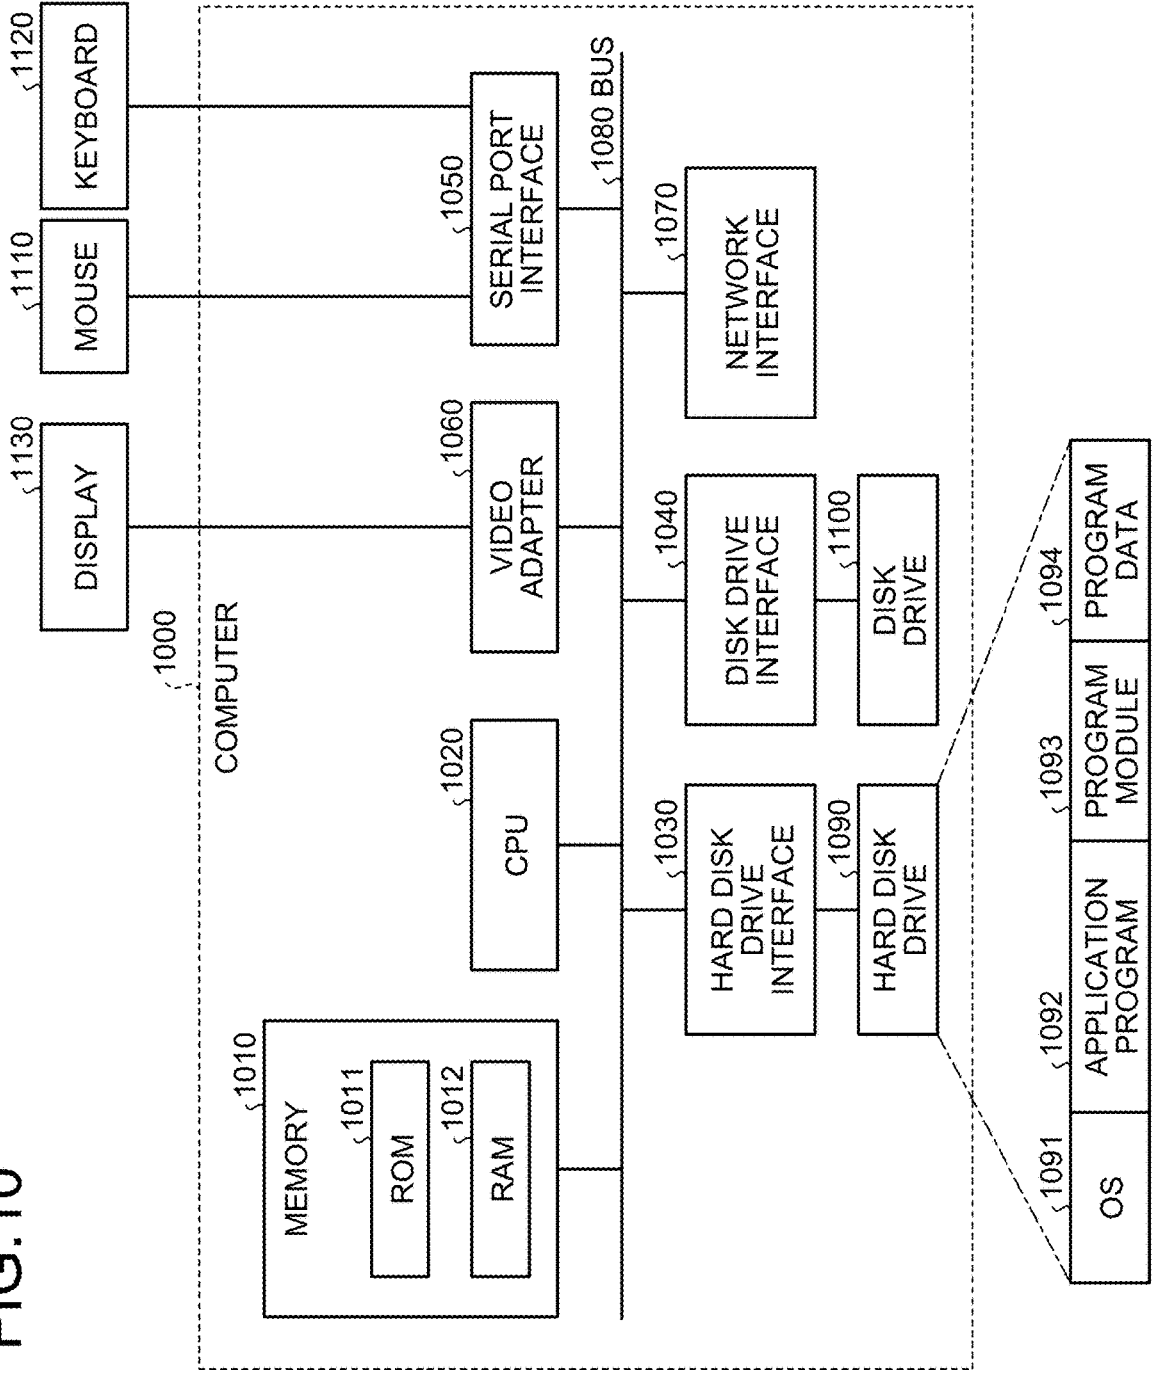 FIG.10
1000
COMPUTER
1130
DISPLAY
1110
MOUSE
1120
KEYBOARD
1010
MEMORY
1011
ROM
1012
RAM
1020
CPU
1060
VIDEO
ADAPTER
1050
SERIAL PORT
INTERFACE
1080 BUS
1030
HARD DISK
DRIVE
INTERFACE
1040
DISK DRIVE
INTERFACE
1070
NETWORK
INTERFACE
1090
HARD DISK
DRIVE
1100
DISK
DRIVE
1091
OS
1092
APPLICATION
PROGRAM
1093
PROGRAM
MODULE
1094
PROGRAM
DATA